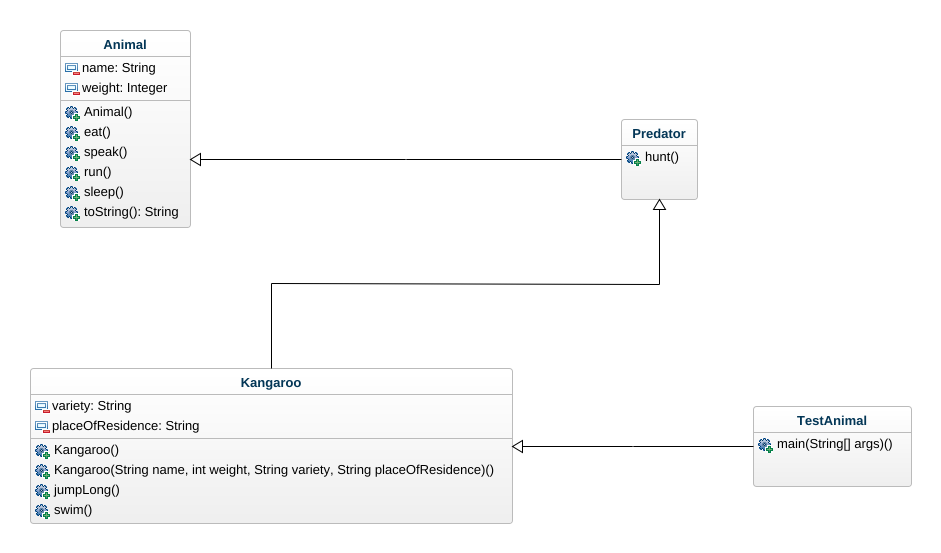 Animal
name: String
weight: Integer
Animal()
eat()
speak()
run()
sleep()
toString(): String
Predator
hunt()
Kangaroo
variety: String
placeOfResidence: String
Kangaroo()
Kangaroo(String name, int weight, String variety, String placeOfResidence)()
jumpLong()
swim()
TestAnimal
main(String[] args)()